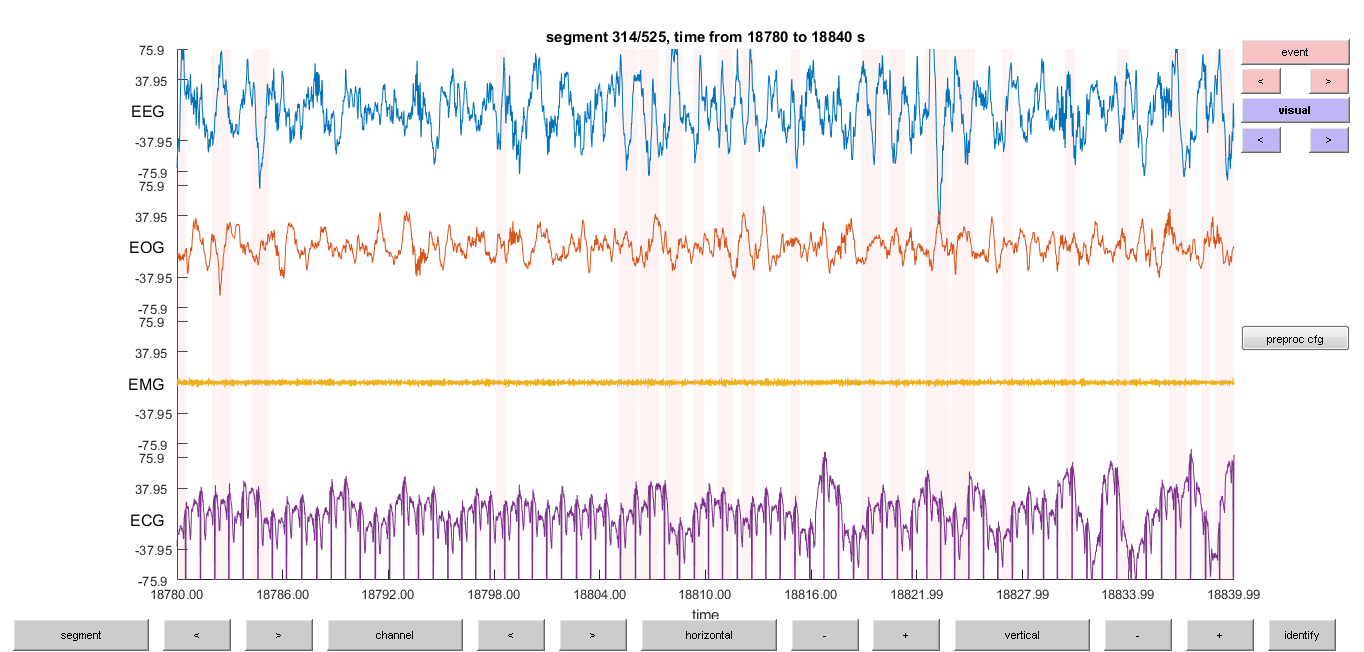 segment 314/525, time from 18780 to 18840 s
75.9
37.95
EEG
-37.95
-75.9
75.9
37.95
EOG
-37.95
-75.9
75.9
37.95
EMG
-37.95
-75.9
75.9
37.95
ECG
-37.95
-75.9
18780.00 18786.00 18792.00 18798.00 18804.00 18810.00 18816.00 18821.99 18827.99 18833.99 18839.99
time
event
< >
visual
< >
preproc cfg
segment < > channel < > horizontal - + vertical - + identify